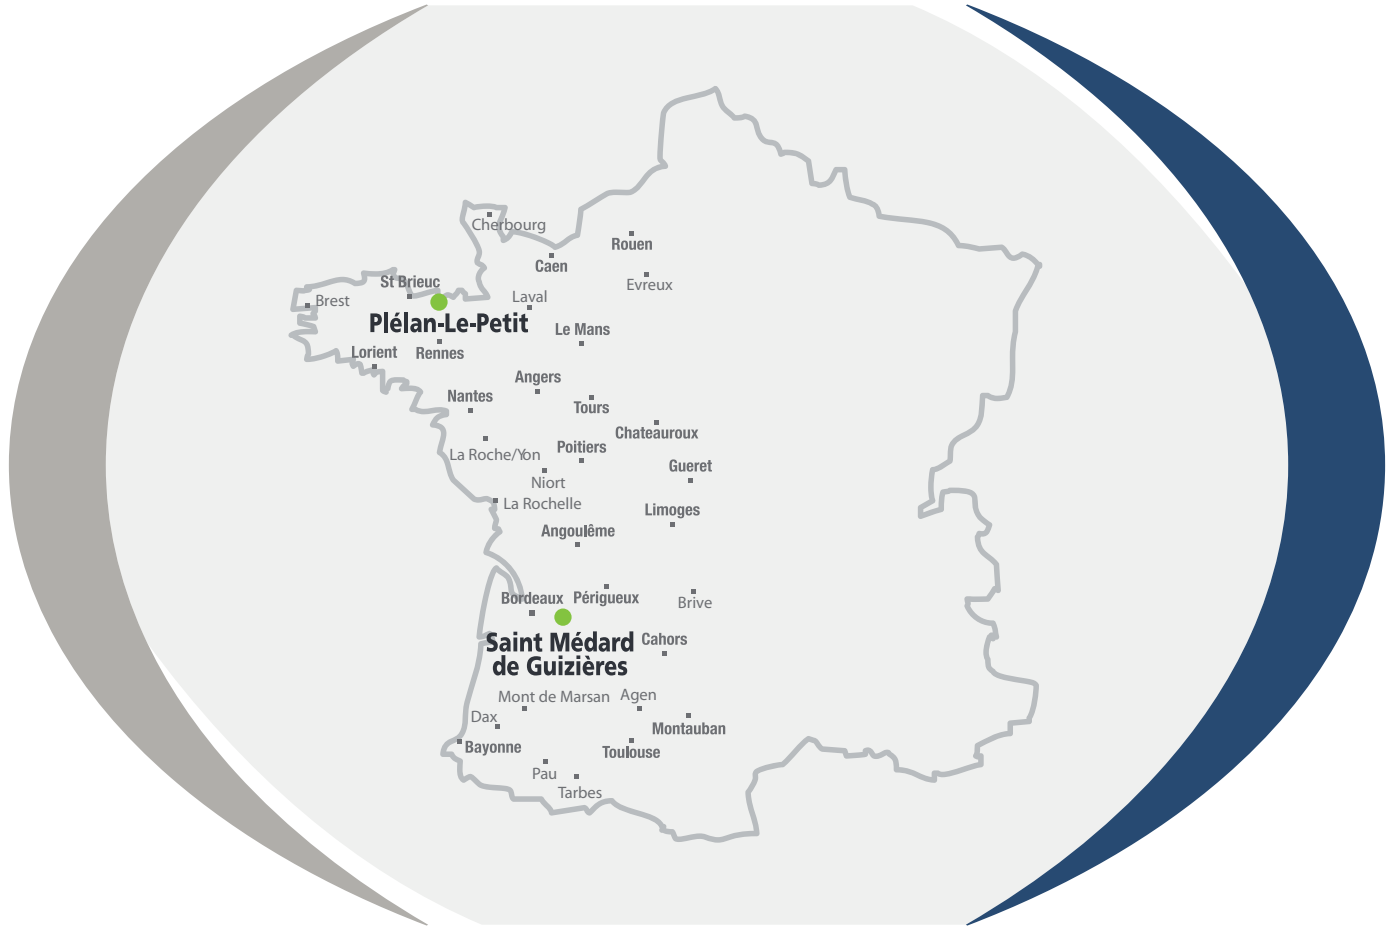 Cherbourg
Rouen
Caen
St Brieuc
Evreux
Brest
Laval
Plélan-Le-Petit
Le Mans
Lorient
Rennes
Angers
Nantes
Tours
Chateauroux
La Roche/Yon
Poitiers
Gueret
Niort
La Rochelle
Limoges
Angoulême
Bordeaux
Périgueux
Brive
Saint Médard
de Guizières
Cahors
Mont de Marsan
Agen
Dax
Montauban
Bayonne
Toulouse
Pau
Tarbes